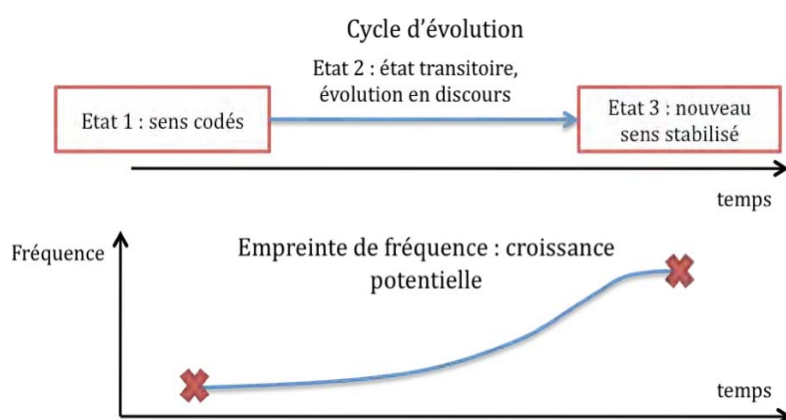 Cycle d'évolution
Etat 2 : état transitoire,
évolution en discours
Etat 1 : sens codés
Etat 3 : nouveau
sens stabilisé
temps
Fréquence
Empreinte de fréquence : croissance
potentielle
temps